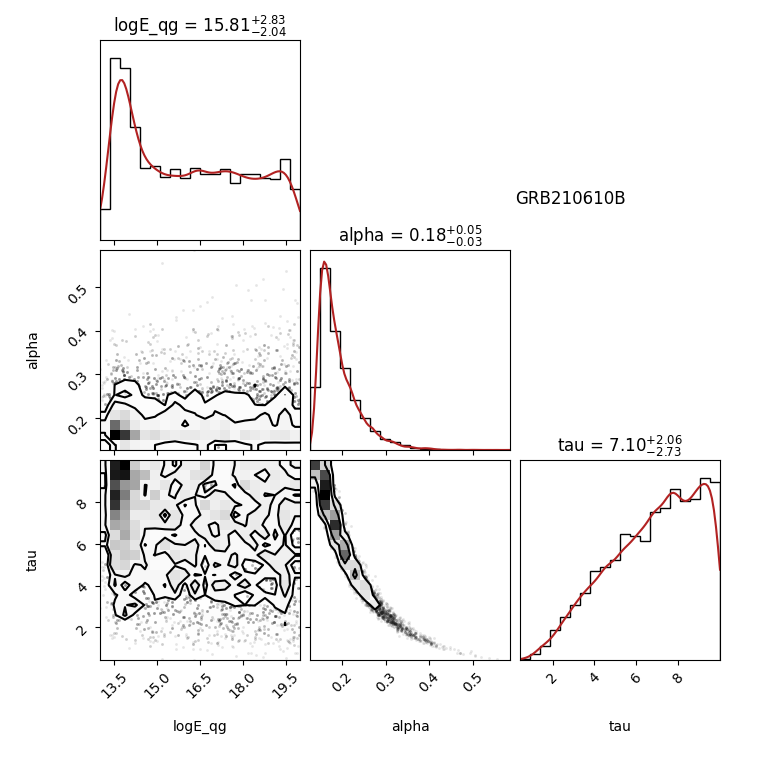 logE_qg = 15.81+2.83−2.04
GRB210610B
alpha = 0.18+0.05−0.03
alpha
0.5
0.4
0.3
0.2
tau = 7.10+2.06−2.73
tau
8
6
4
2
13.5 15.0 16.5 18.0 19.5 0.2 0.3 0.4 0.5 2 4 6 8
logE_qg alpha tau